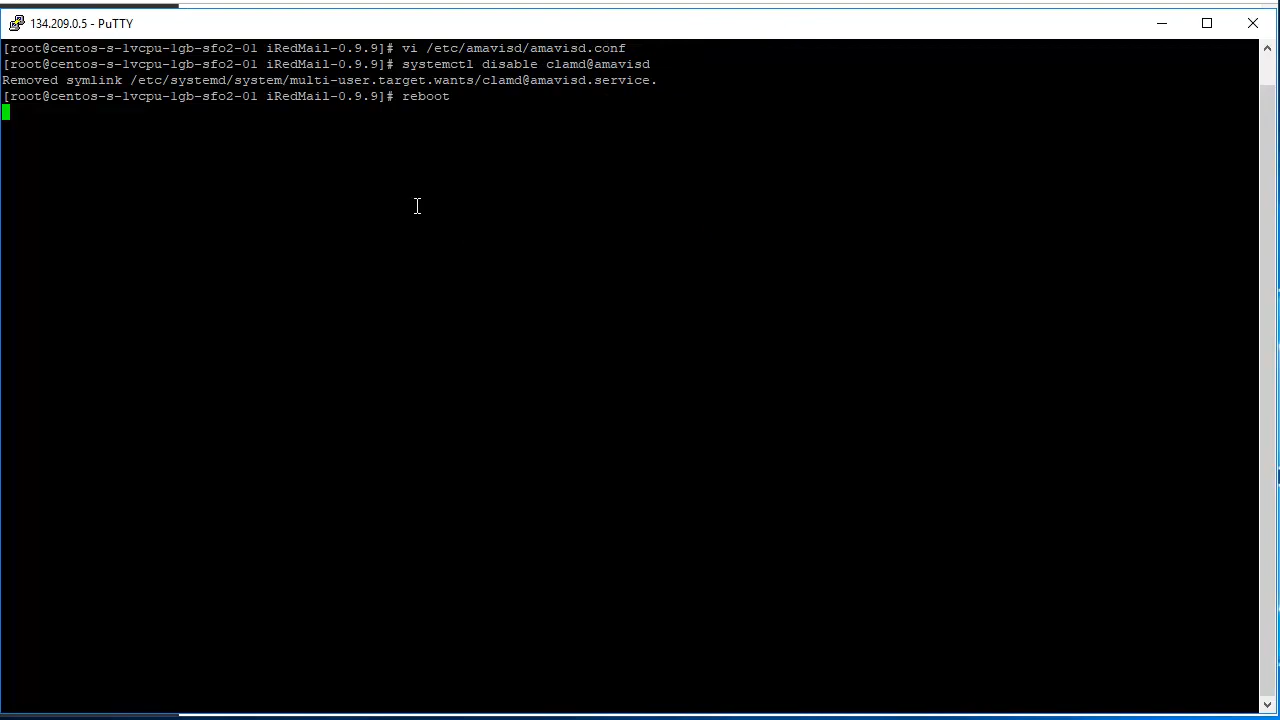 134.209.0.5 - PuTTY
[root@centos-s-1vcpu-1gb-sfo2-01 iRedMail-0.9.9]# vi /etc/amavisd/amavisd.conf
[root@centos-s-1vcpu-1gb-sfo2-01 iRedMail-0.9.9]# systemctl disable clamd@amavisd
Removed symlink /etc/systemd/system/multi-user.target.wants/clamd@amavisd.service.
[root@centos-s-1vcpu-1gb-sfo2-01 iRedMail-0.9.9]# reboot